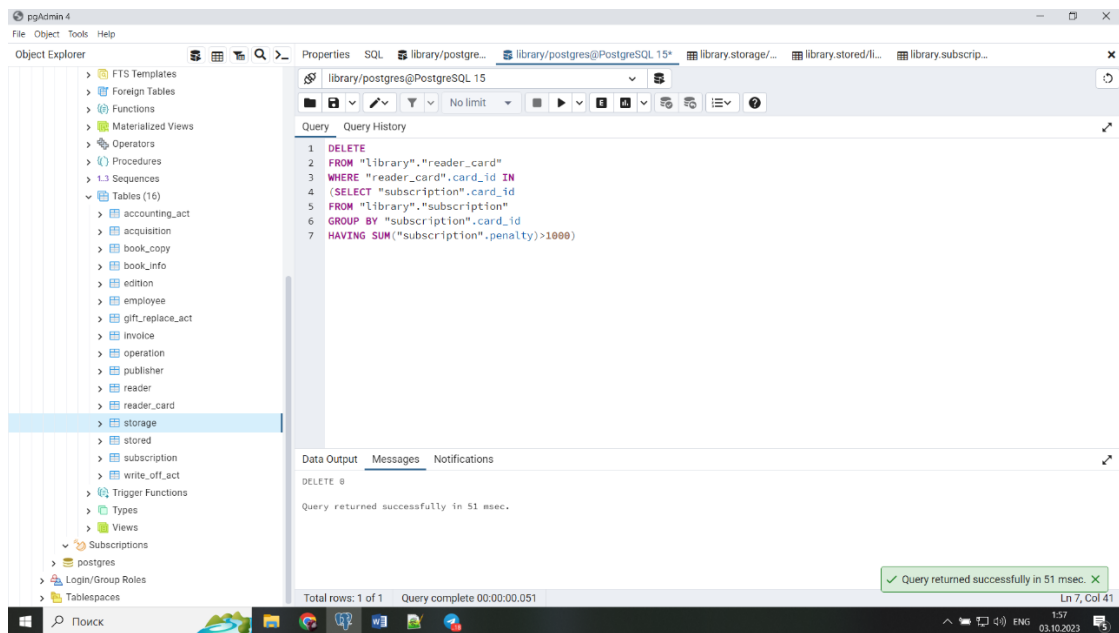 pgAdmin 4
File Object Tools Help
Object Explorer
Properties SQL library/postgre... library/postgres@PostgreSQL 15* library.storage/... library.stored/li... library.subscrip...
FTS Templates
Foreign Tables
Functions
Materialized Views
Operators
Procedures
1..3 Sequences
Tables (16)
accounting_act
acquisition
book_copy
book_info
edition
employee
gift_replace_act
invoice
operation
publisher
reader
reader_card
storage
stored
subscription
write_off_act
Trigger Functions
Types
Views
Subscriptions
postgres
Login/Group Roles
Tablespaces
library/postgres@PostgreSQL 15
No limit
E
Query Query History
1 DELETE
2 FROM "library"."reader_card"
3 WHERE "reader_card".card_id IN
4 (SELECT "subscription".card_id
5 FROM "library"."subscription"
6 GROUP BY "subscription".card_id
7 HAVING SUM("subscription".penalty)>1000)
Data Output Messages Notifications
DELETE 0
Query returned successfully in 51 msec.
Query returned successfully in 51 msec.
Total rows: 1 of 1 Query complete 00:00:00.051 Ln 7, Col 41
Поиск
ENG
1:57
03.10.2023